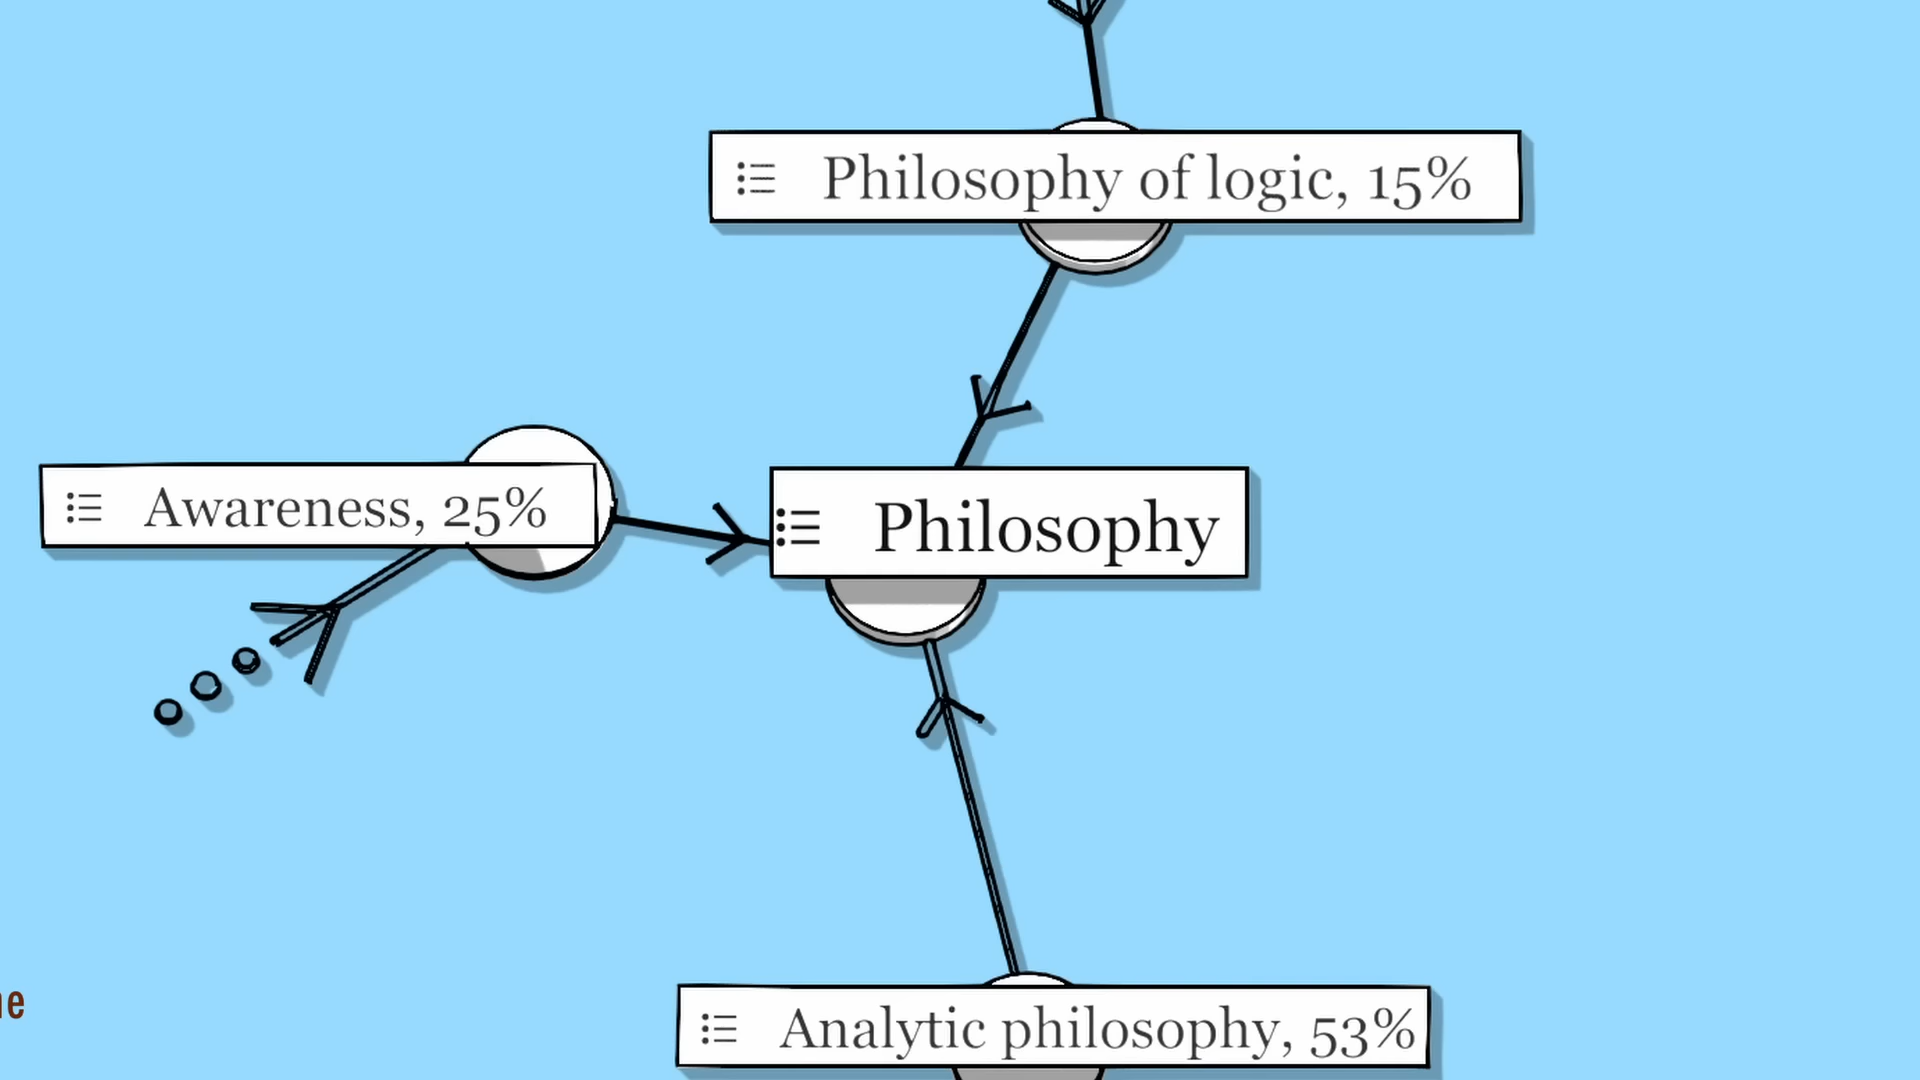 Philosophy of logic, 15%
Awareness, 25%
Philosophy
Analytic philosophy, 53%